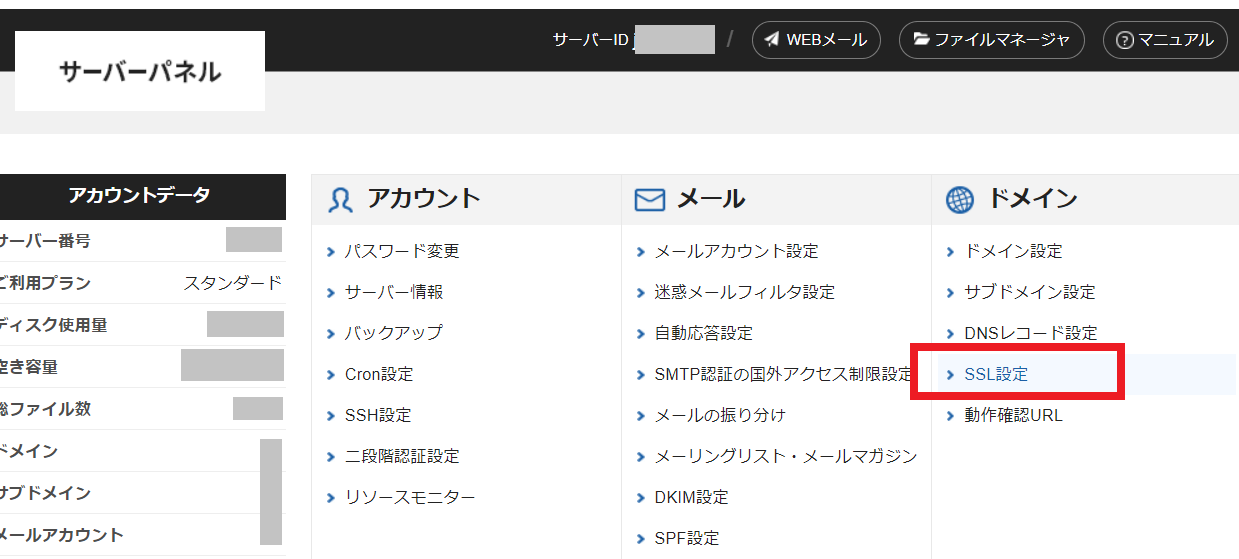 サーバーID
WEBメール
ファイルマネージャ
マニュアル
サーバーパネル
アカウントデータ
サーバー番号
ご利用プラン スタンダード
ディスク使用量
空き容量
総ファイル数
ドメイン
サブドメイン
メールアカウント
アカウント
パスワード変更
サーバー情報
バックアップ
Cron設定
SSH設定
二段階認証設定
リソースモニター
メール
メールアカウント設定
迷惑メールフィルタ設定
自動応答設定
SMTP認証の国外アクセス制限設定
メールの振り分け
メーリングリスト・メールマガジン
DKIM設定
SPF設定
ドメイン
ドメイン設定
サブドメイン設定
DNSレコード設定
SSL設定
動作確認URL